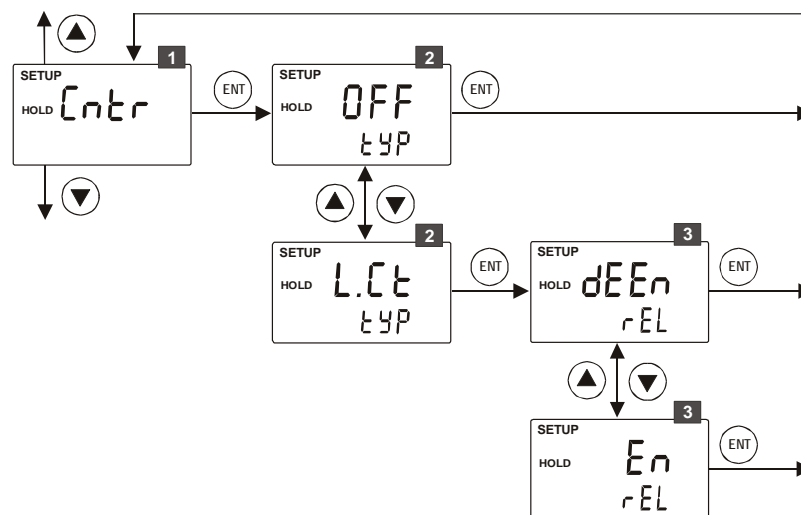 1
SETUP
HOLD Cntr
ENT
2
SETUP
HOLD OFF
tYP
ENT
2
SETUP
HOLD L.Ct
tYP
ENT
3
SETUP
HOLD dEEn
rEL
ENT
3
SETUP
HOLD En
rEL
ENT